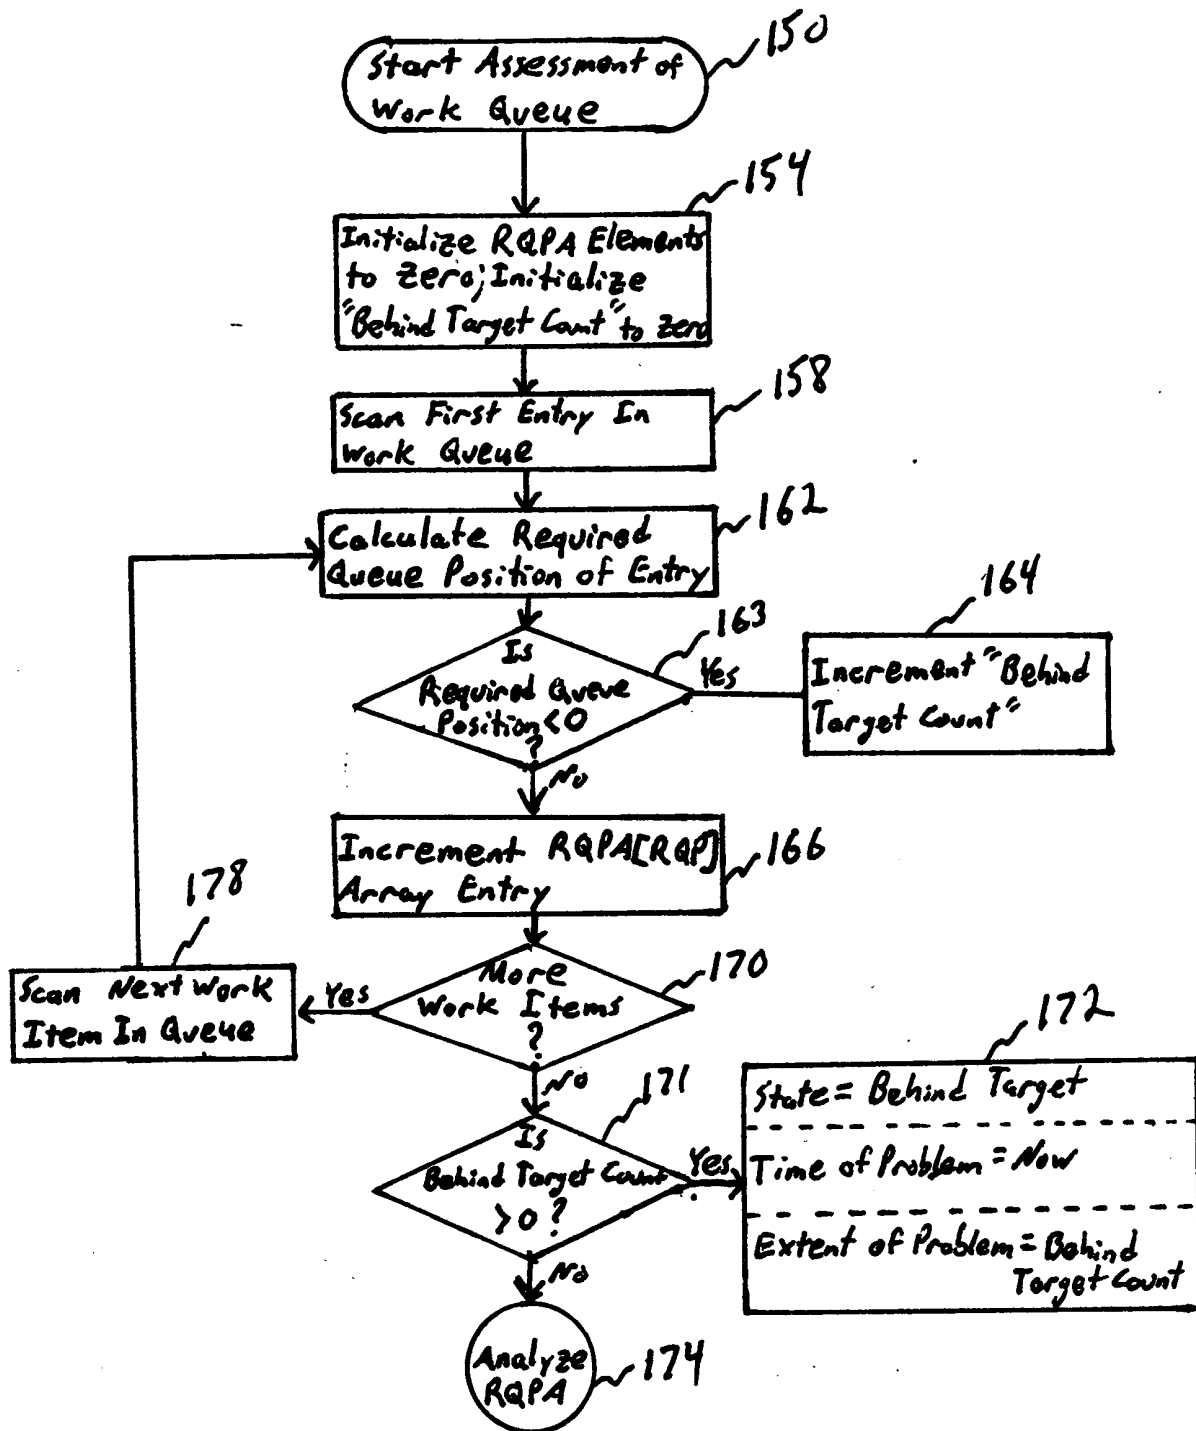 150
Start Assessment of
Work Queue
154
Initialize RQPA Elements
to Zero; Initialize
"Behind Target Count" to zero
158
Scan First Entry In
Work Queue
162
Calculate Required
Queue Position of Entry
163
Is
Required Queue
Position<0
?
Yes
No
164
Increment "Behind
Target Count"
166
Increment RQPA[RQP]
Array Entry
170
More
Work Items
?
Yes
No
178
Scan Next Work
Item In Queue
171
Is
Behind Target Count
>0?
Yes
No
172
State = Behind Target
Time of Problem = Now
Extent of Problem = Behind
Target Count
Analyze
RQPA
174